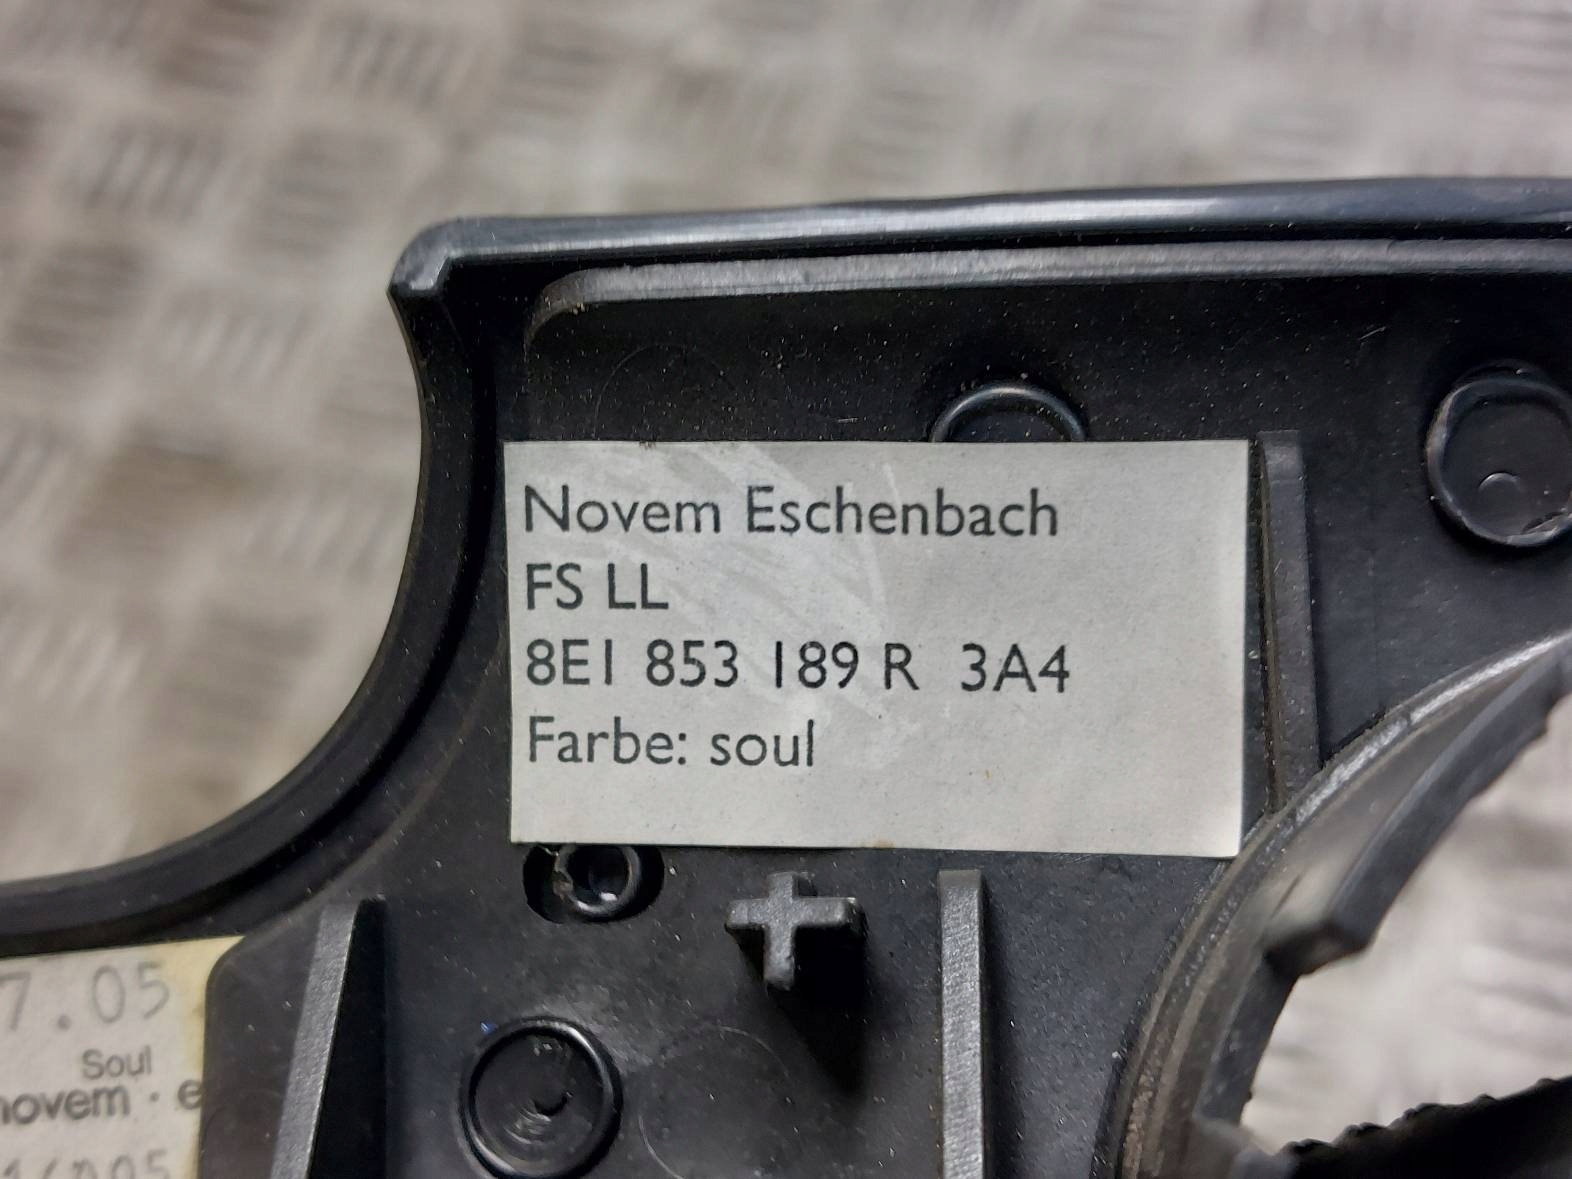 Novem Eschenbach
FS LL
8E1 853 189 R 3A4
Farbe: soul
7.05
Soul
novem · e